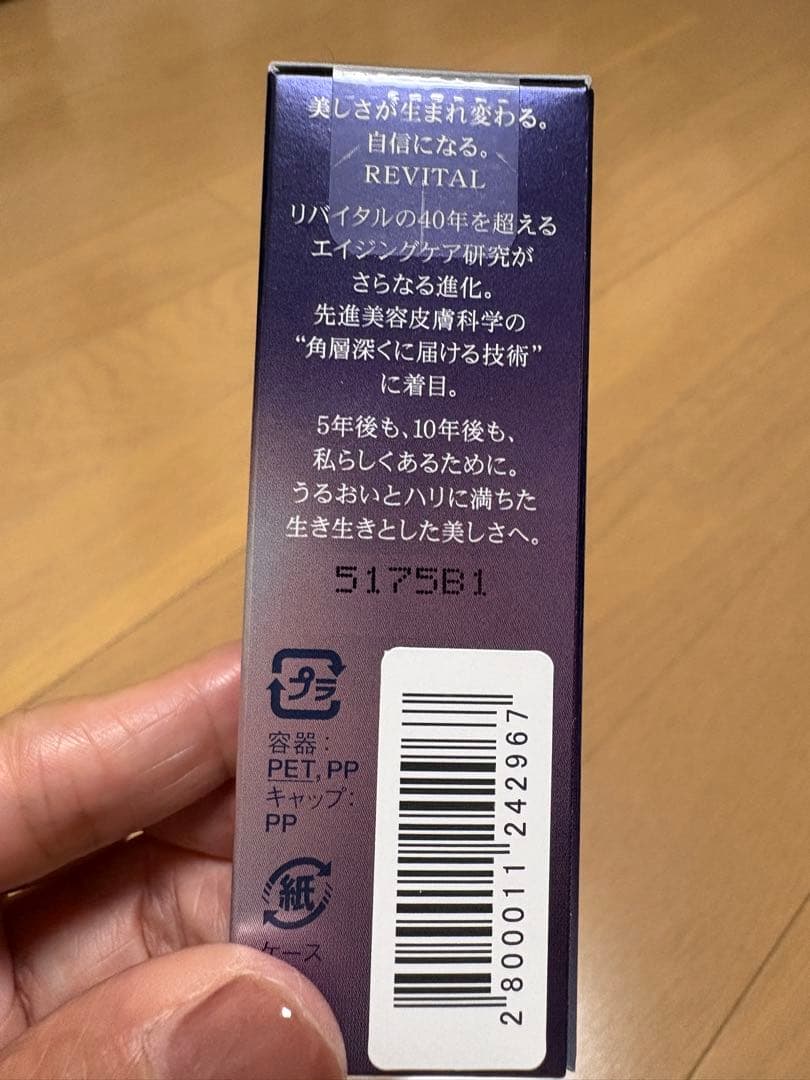 美しさが生まれ変わる。
自信になる。
REVITAL
リバイタルの40年を超える
エイジングケア研究が
さらなる進化。
先進美容皮膚科学の
“角層深くに届ける技術”
に着目。
5年後も、10年後も、
私らしくあるために。
うるおいとハリに満ちた
生き生きとした美しさへ。
5175B1
プラ
容器：
PET, PP
キャップ：
PP
紙
ケース
2 800011 242967